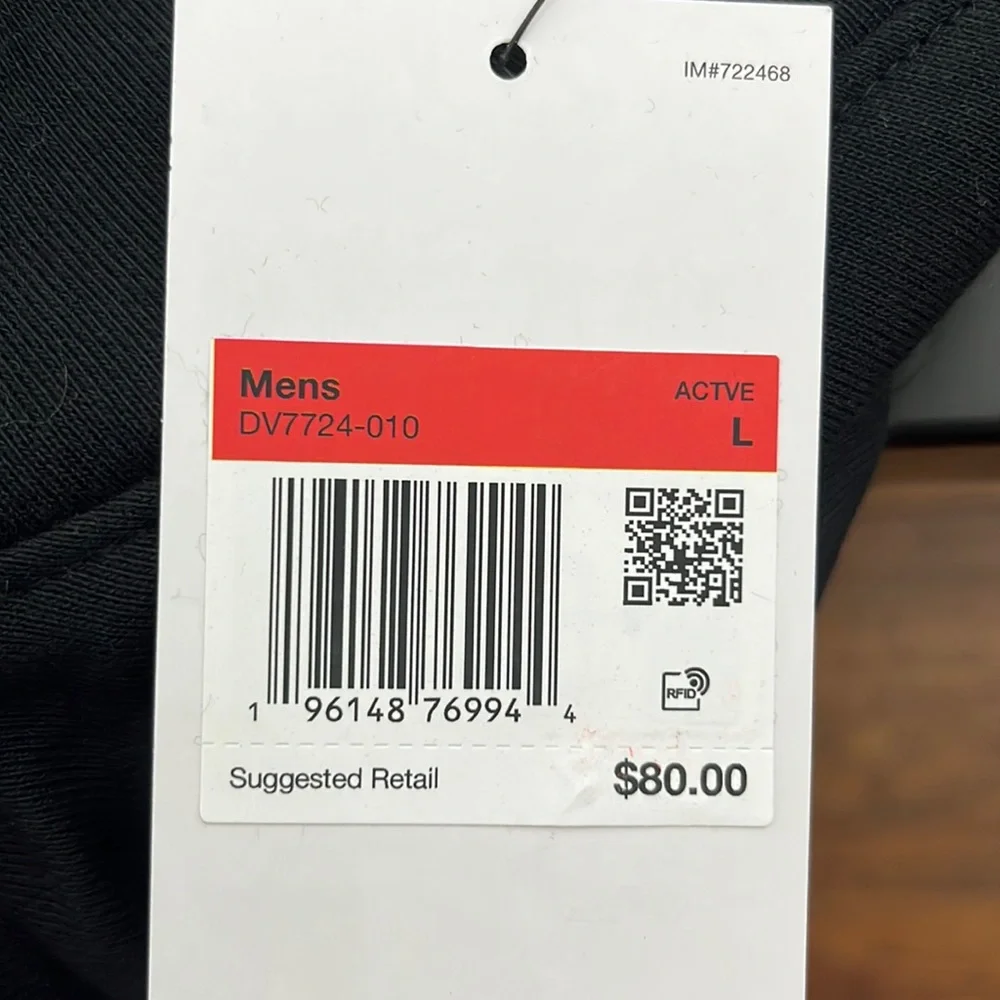 IM#722468
Mens
ACTVE
DV7724-010
L
1 96148 76994 4
RFID
Suggested Retail
$80.00